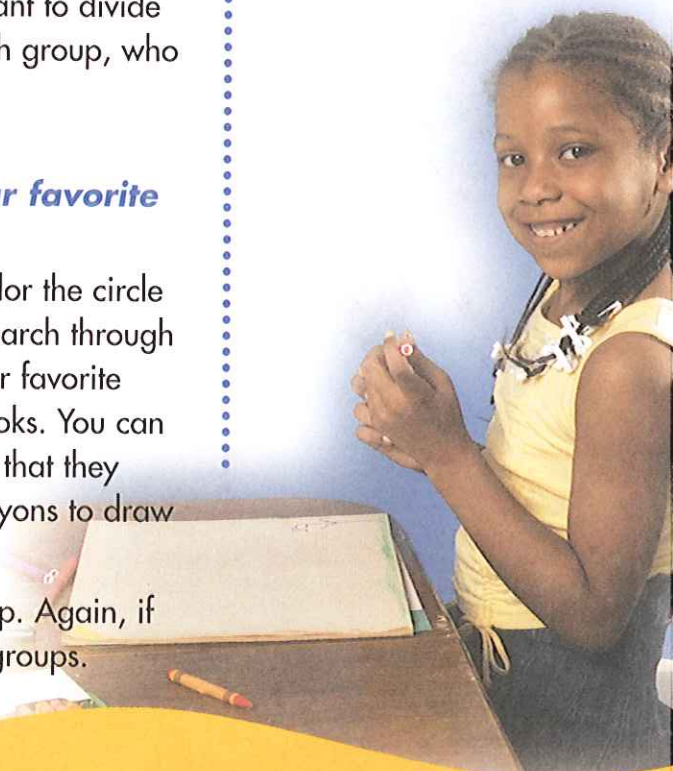 ant to divide
h group, who
r favorite
lor the circle
arch through
r favorite
oks. You can
that they
yons to draw
p. Again, if
groups.